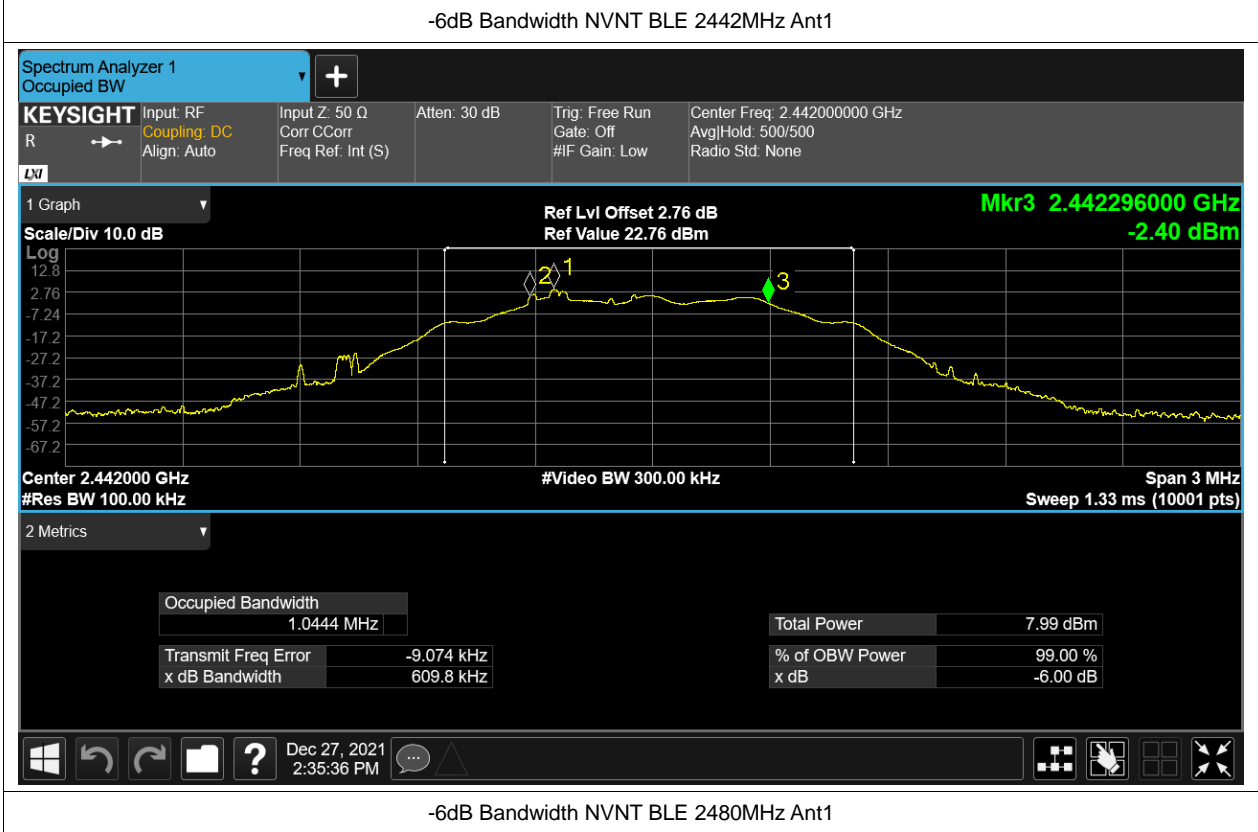 -6dB Bandwidth NVNT BLE 2442MHz Ant1
Spectrum Analyzer 1
Occupied BW
KEYSIGHT
R
LXI
Input: RF
Coupling: DC
Align: Auto
Input Z: 50 Ω
Corr CCorr
Freq Ref: Int (S)
Atten: 30 dB
Trig: Free Run
Gate: Off
#IF Gain: Low
Center Freq: 2.442000000 GHz
Avg|Hold: 500/500
Radio Std: None
1 Graph
Scale/Div 10.0 dB
Ref Lvl Offset 2.76 dB
Ref Value 22.76 dBm
Mkr3 2.442296000 GHz
-2.40 dBm
Log
12.8
2.76
-7.24
-17.2
-27.2
-37.2
-47.2
-57.2
-67.2
2
1
3
Center 2.442000 GHz
#Res BW 100.00 kHz
#Video BW 300.00 kHz
Span 3 MHz
Sweep 1.33 ms (10001 pts)
2 Metrics
Occupied Bandwidth
1.0444 MHz
Transmit Freq Error -9.074 kHz
x dB Bandwidth 609.8 kHz
Total Power 7.99 dBm
% of OBW Power 99.00 %
x dB -6.00 dB
?
Dec 27, 2021
2:35:36 PM
-6dB Bandwidth NVNT BLE 2480MHz Ant1